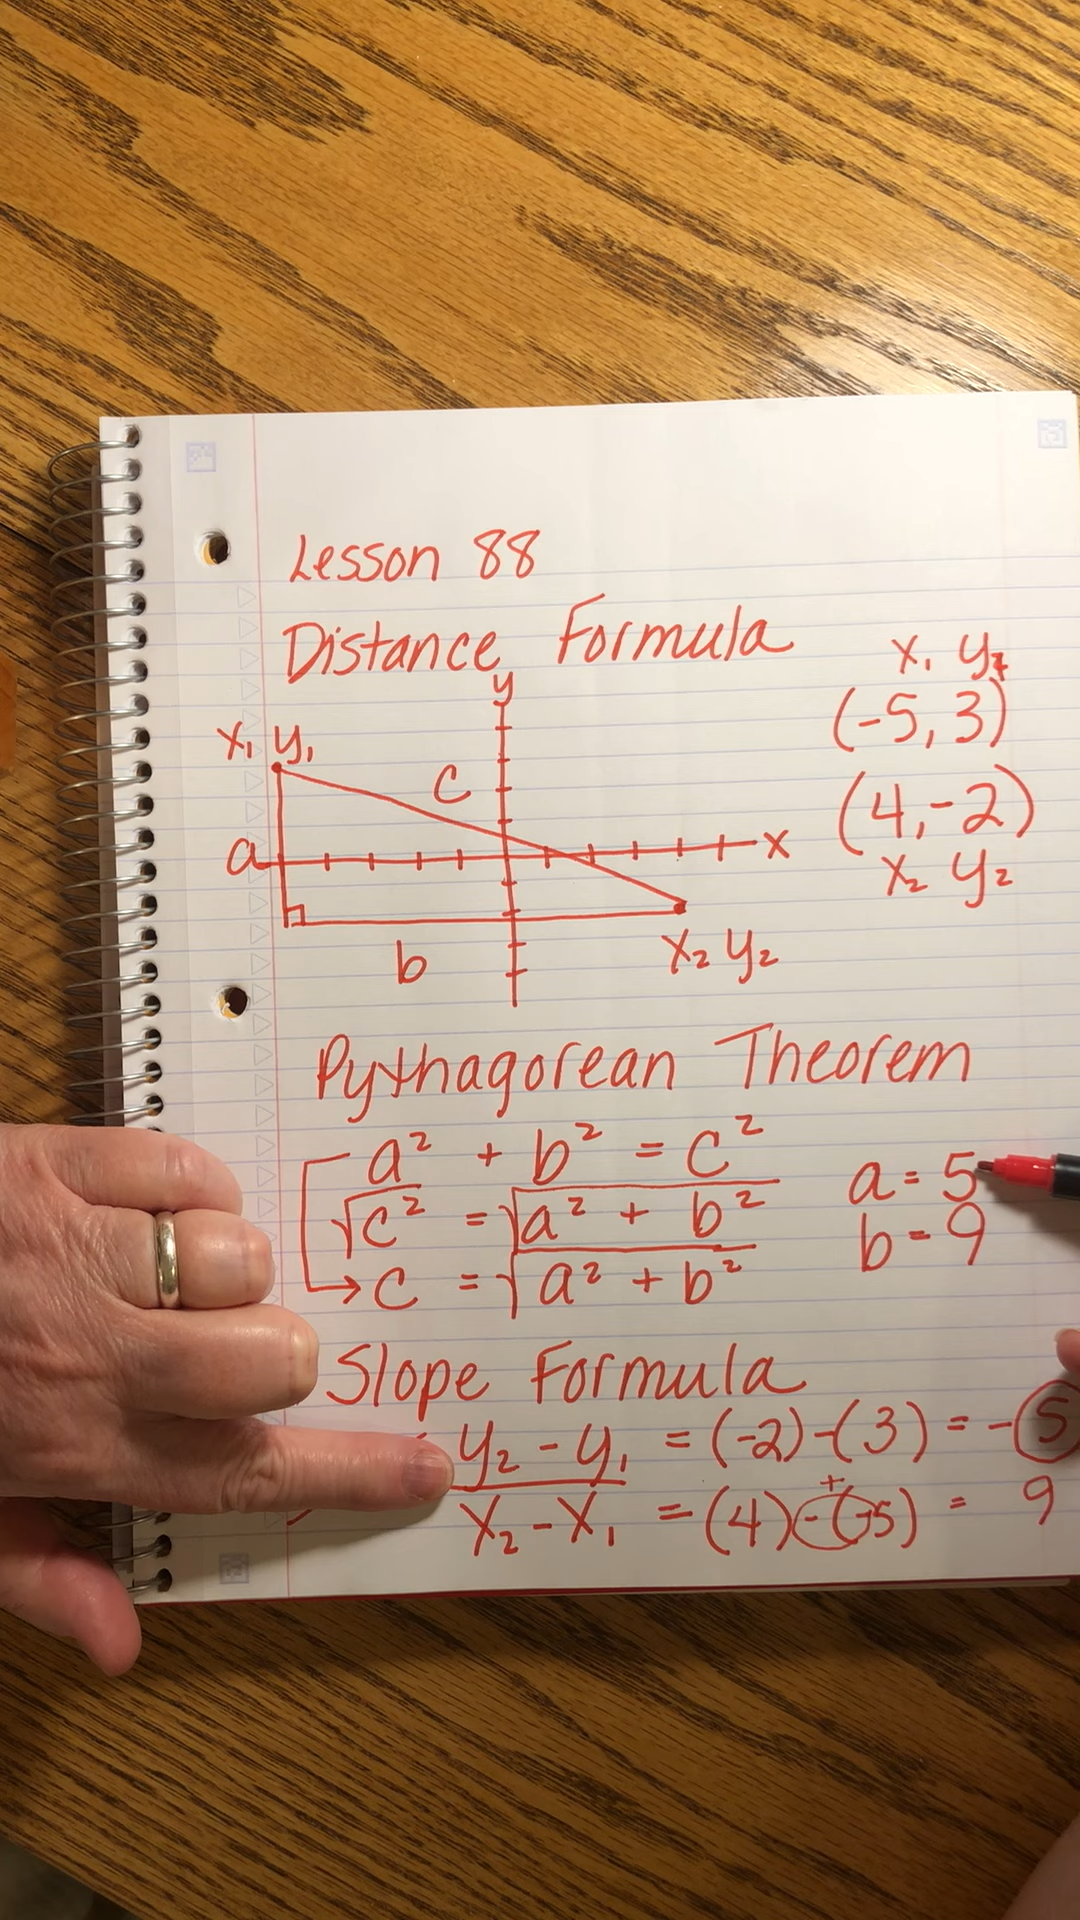 Lesson 88
Distance Formula
x₁ y₁
(-5, 3)
(4, -2)
x₂ y₂
y
x₁ y₁
c
a
x
b
x₂ y₂
Pythagorean Theorem
a² + b² = c²
√c² = √a² + b²
c = √a² + b²
a = 5
b = 9
Slope Formula
y₂ - y₁ = (-2) - (3) = -5
x₂ - x₁ = (4) - (-5) = 9
+